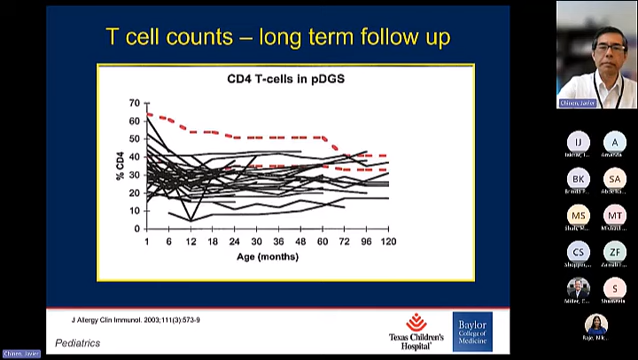 T cell counts – long term follow up
CD4 T-cells in pDGS
% CD4
70
60
50
40
30
20
10
0
1 6 12 18 24 30 36 48 60 72 96 120
Age (months)
J Allergy Clin Immunol. 2003;111(3):573-9
Pediatrics
Texas Children's
Hospital
Baylor
College of
Medicine
Chinen, Javier
Chinen, Javier
IJ
A
BK
SA
MS
MT
CS
ZF
S